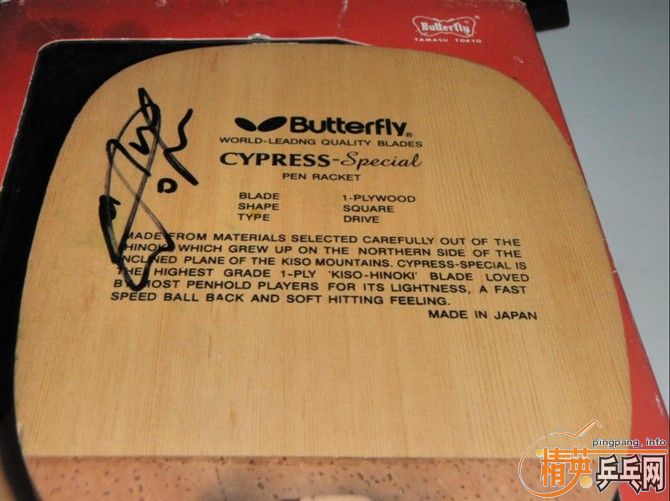 Butterfly
TAMASU TOKYO
Butterfly®
WORLD-LEADNG QUALITY BLADES
CYPRESS-Special
PEN RACKET
BLADE 1-PLYWOOD
SHAPE SQUARE
TYPE DRIVE
MADE FROM MATERIALS SELECTED CAREFULLY OUT OF THE
HINOKI WHICH GREW UP ON THE NORTHERN SIDE OF THE
INCLINED PLANE OF THE KISO MOUNTAINS. CYPRESS-SPECIAL IS
THE HIGHEST GRADE 1-PLY 'KISO-HINOKI' BLADE LOVED
BY MOST PENHOLD PLAYERS FOR ITS LIGHTNESS, A FAST
SPEED BALL BACK AND SOFT HITTING FEELING.
MADE IN JAPAN
pingpang.info
精英乒乓网